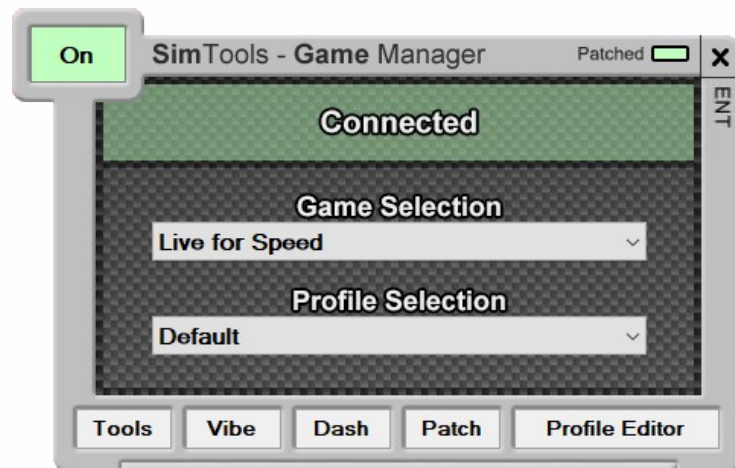 On
SimTools - Game Manager
Patched
X
ENT
Connected
Game Selection
Live for Speed
Profile Selection
Default
Tools
Vibe
Dash
Patch
Profile Editor